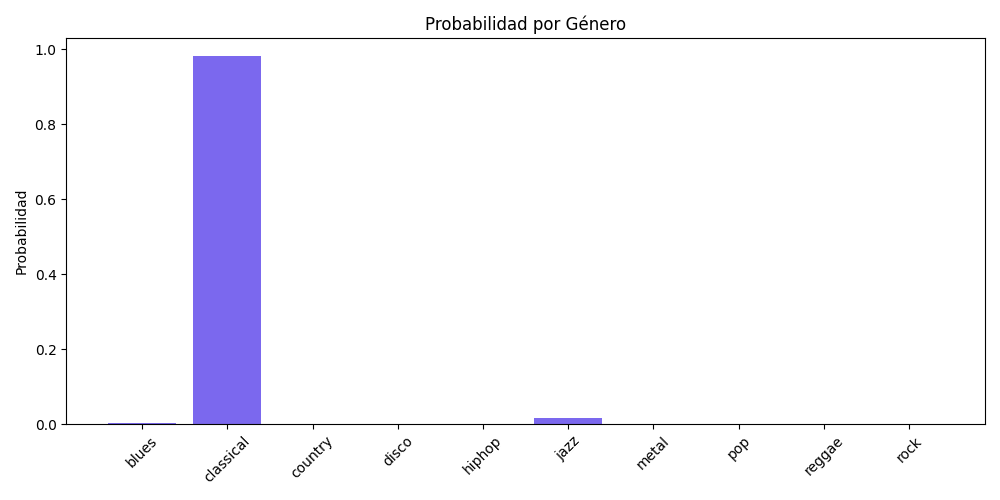 Probabilidad por Género
Probabilidad
1.0
0.8
0.6
0.4
0.2
0.0
blues
classical
country
disco
hiphop
jazz
metal
pop
reggae
rock